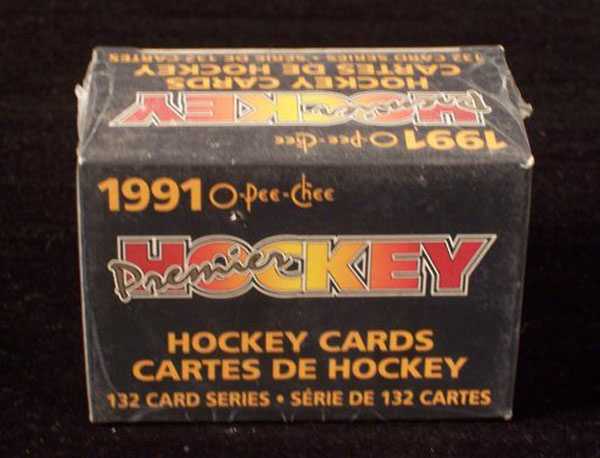 132 CARD SERIES • SÉRIE DE 132 CARTES
CARTES DE HOCKEY
HOCKEY CARDS
Premier HOCKEY
1991 O-Pee-Chee
1991 O-Pee-Chee
Premier HOCKEY
HOCKEY CARDS
CARTES DE HOCKEY
132 CARD SERIES • SÉRIE DE 132 CARTES